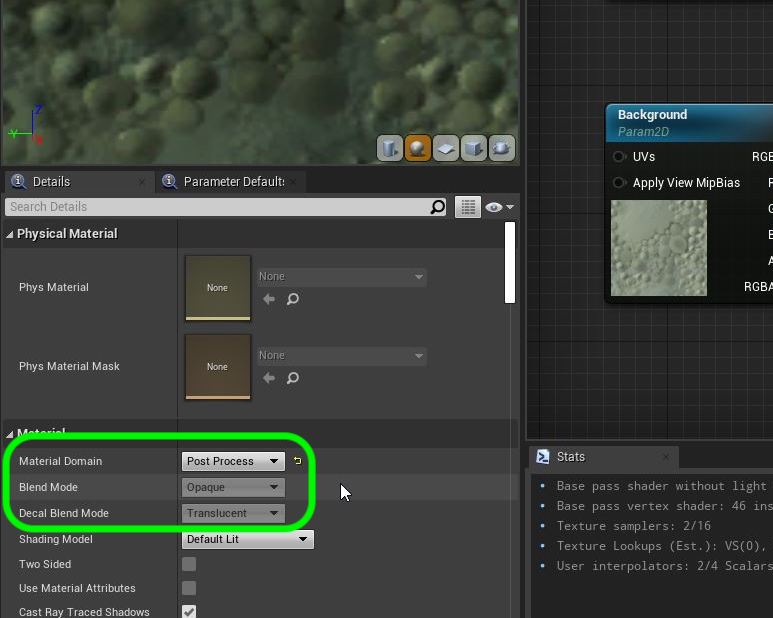 Z
Y
X
Background
Param2D
UVs
RGB
Apply View MipBias
RGBA
Details
Parameter Defaults
Search Details
Physical Material
Phys Material
None
None
Phys Material Mask
None
None
Material
Material Domain
Post Process
Blend Mode
Opaque
Decal Blend Mode
Translucent
Shading Model
Default Lit
Two Sided
Use Material Attributes
Cast Ray Traced Shadows
Stats
Base pass shader without light
Base pass vertex shader: 46 ins
Texture samplers: 2/16
Texture Lookups (Est.): VS(0),
User interpolators: 2/4 Scalars